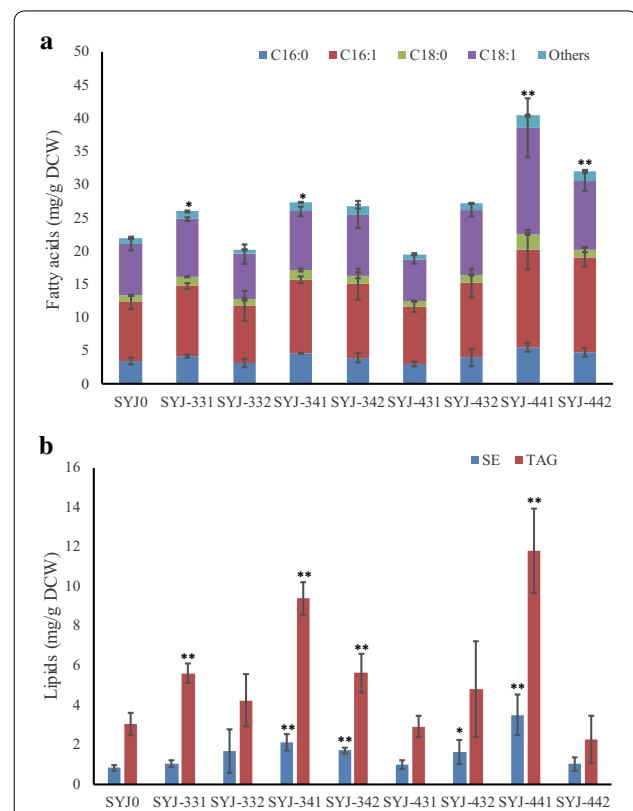 a
C16:0 C16:1 C18:0 C18:1 Others
Fatty acids (mg/g DCW)
50
45
40
35
30
25
20
15
10
5
0
* * ** **
SYJ0 SYJ-331 SYJ-332 SYJ-341 SYJ-342 SYJ-431 SYJ-432 SYJ-441 SYJ-442
b
SE TAG
Lipids (mg/g DCW)
16
14
12
10
8
6
4
2
0
** ** ** ** ** * ** **
SYJ0 SYJ-331 SYJ-332 SYJ-341 SYJ-342 SYJ-431 SYJ-432 SYJ-441 SYJ-442